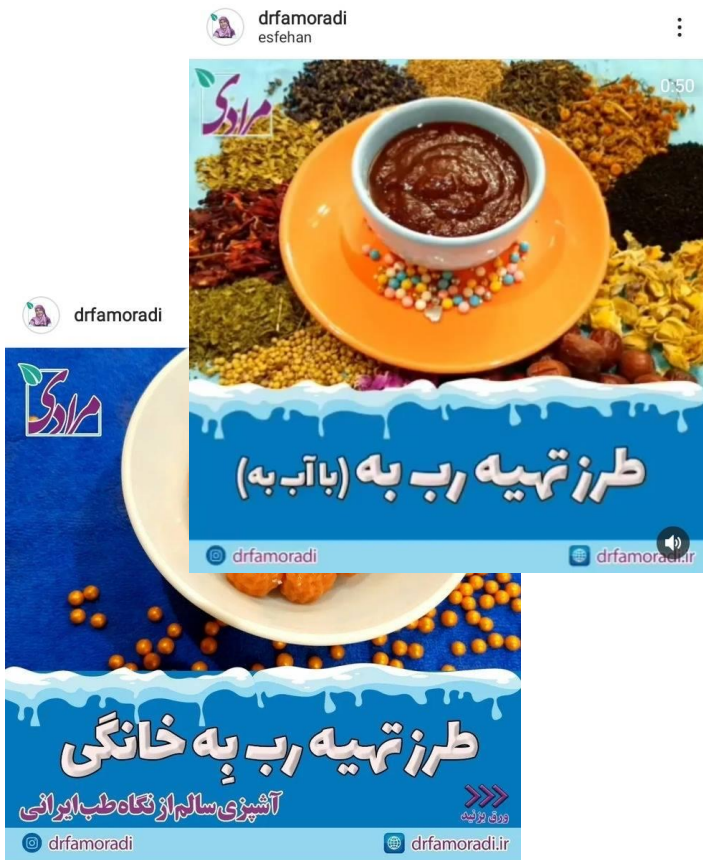 drfamoradi
esfehan
مرادی
0:50
طرز تهیه رب به (با آب به)
drfamoradi
drfamoradi.ir
drfamoradi
مرادی
طرز تهیه رب بِه خانگی
آشپزی سالم از نگاه طب ایرانی
ورق بزنید
drfamoradi
drfamoradi.ir